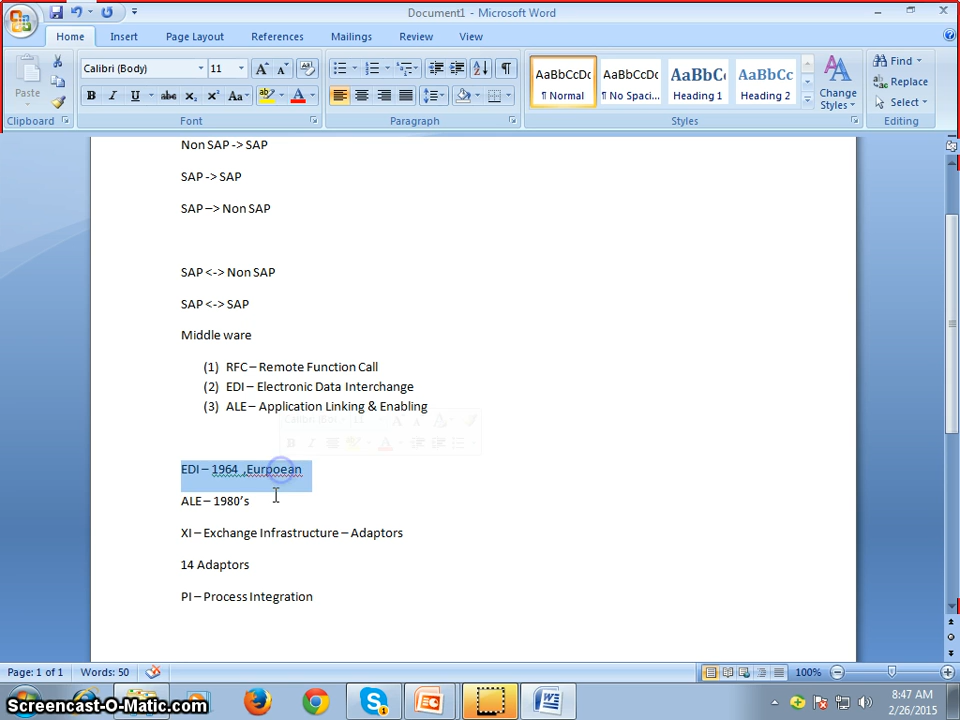 Document1 - Microsoft Word
Home Insert Page Layout References Mailings Review View
Paste
Calibri (Body) 11
AaBbCcDc AaBbCcDc AaBbC AaBbCc
¶ Normal ¶ No Spaci... Heading 1 Heading 2
Change Styles
Find
Replace
Select
Clipboard Font Paragraph Styles Editing
Non SAP -> SAP
SAP -> SAP
SAP –> Non SAP
SAP <-> Non SAP
SAP <-> SAP
Middle ware
(1) RFC – Remote Function Call
(2) EDI – Electronic Data Interchange
(3) ALE – Application Linking & Enabling
EDI – 1964 ,Eurpoean
ALE – 1980’s
XI – Exchange Infrastructure – Adaptors
14 Adaptors
PI – Process Integration
Page: 1 of 1 Words: 50 100%
Screencast-O-Matic.com
8:47 AM
2/26/2015